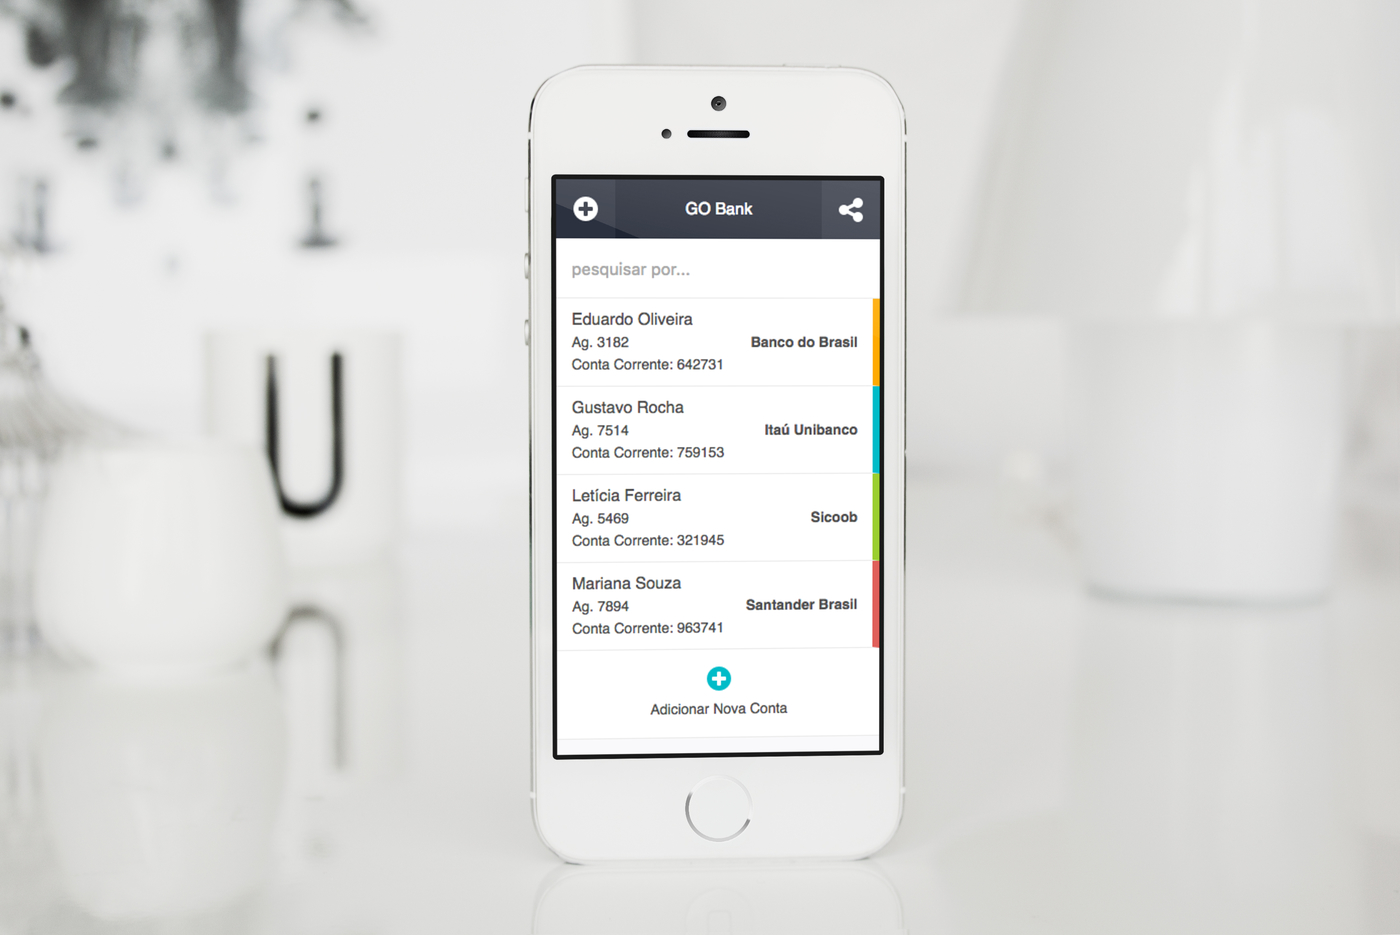 GO Bank
pesquisar por...
Eduardo Oliveira
Ag. 3182
Banco do Brasil
Conta Corrente: 642731
Gustavo Rocha
Ag. 7514
Itaú Unibanco
Conta Corrente: 759153
Letícia Ferreira
Ag. 5469
Sicoob
Conta Corrente: 321945
Mariana Souza
Ag. 7894
Santander Brasil
Conta Corrente: 963741
Adicionar Nova Conta
U